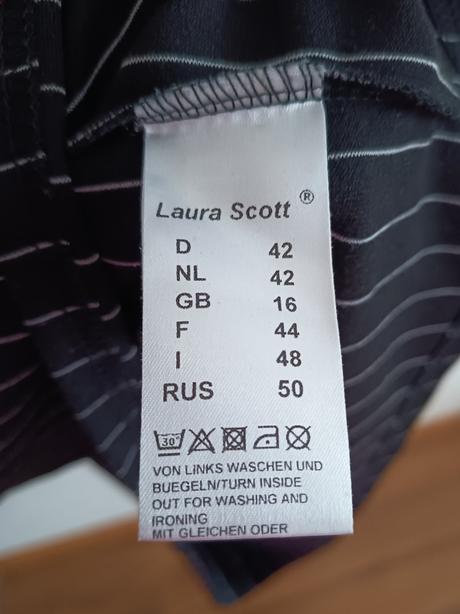 Laura Scott ®
D 42
NL 42
GB 16
F 44
I 48
RUS 50
30°
VON LINKS WASCHEN UND
BUEGELN/TURN INSIDE
OUT FOR WASHING AND
IRONING
MIT GLEICHEN ODER